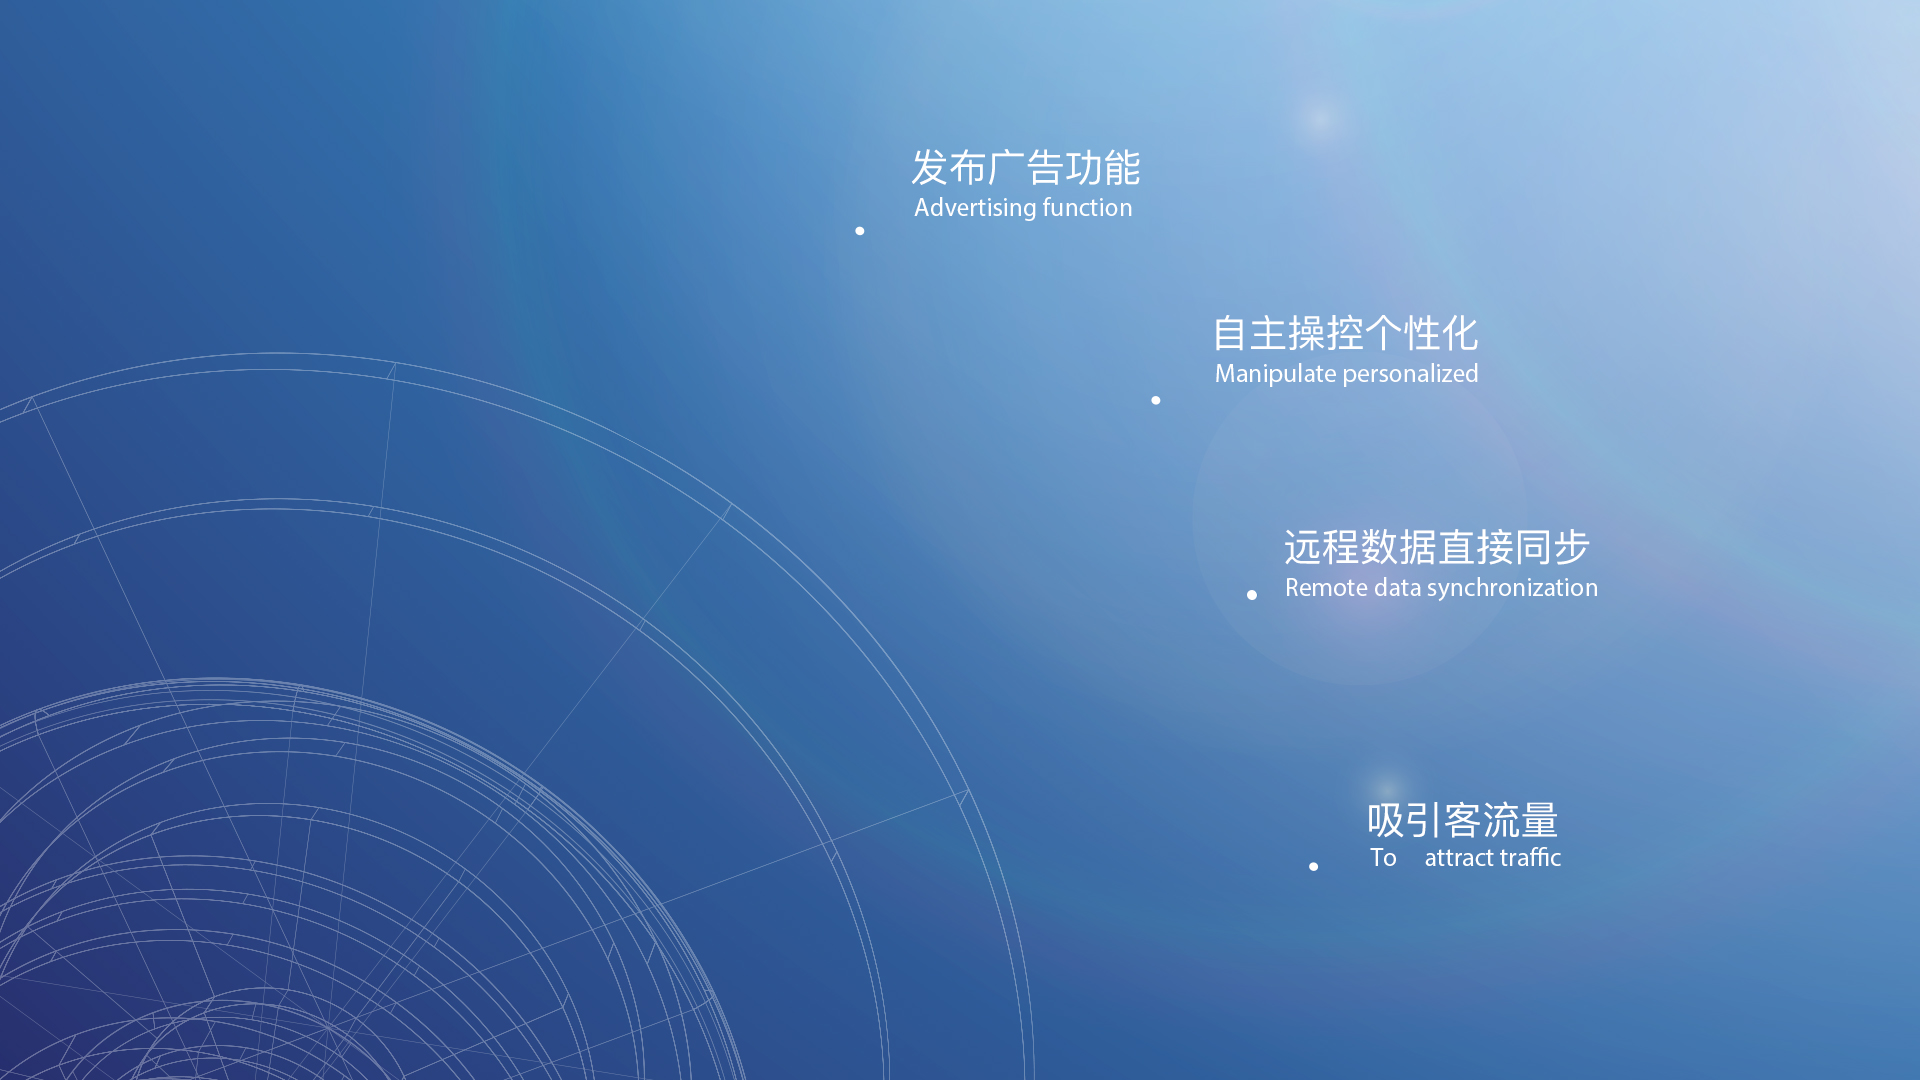 发布广告功能
Advertising function
自主操控个性化
Manipulate personalized
远程数据直接同步
Remote data synchronization
吸引客流量
To attract traffic